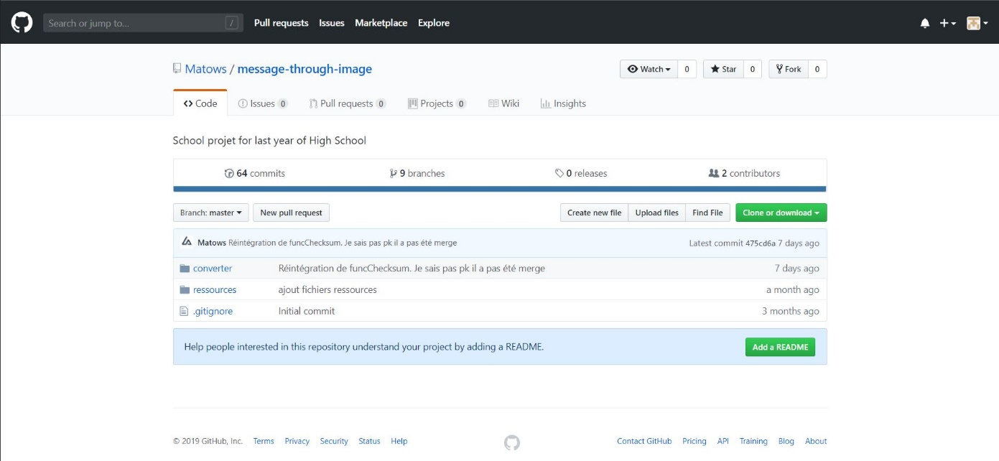 Search or jump to... / Pull requests Issues Marketplace Explore
Matows / message-through-image Watch 0 Star 0 Fork 0
Code Issues 0 Pull requests 0 Projects 0 Wiki Insights
School projet for last year of High School
64 commits 9 branches 0 releases 2 contributors
Branch: master New pull request Create new file Upload files Find File Clone or download
Matows Réintégration de funcChecksum. Je sais pas pk il a pas été merge Latest commit 475cd6a 7 days ago
converter Réintégration de funcChecksum. Je sais pas pk il a pas été merge 7 days ago
ressources ajout fichiers ressources a month ago
.gitignore Initial commit 3 months ago
Help people interested in this repository understand your project by adding a README. Add a README
© 2019 GitHub, Inc. Terms Privacy Security Status Help Contact GitHub Pricing API Training Blog About